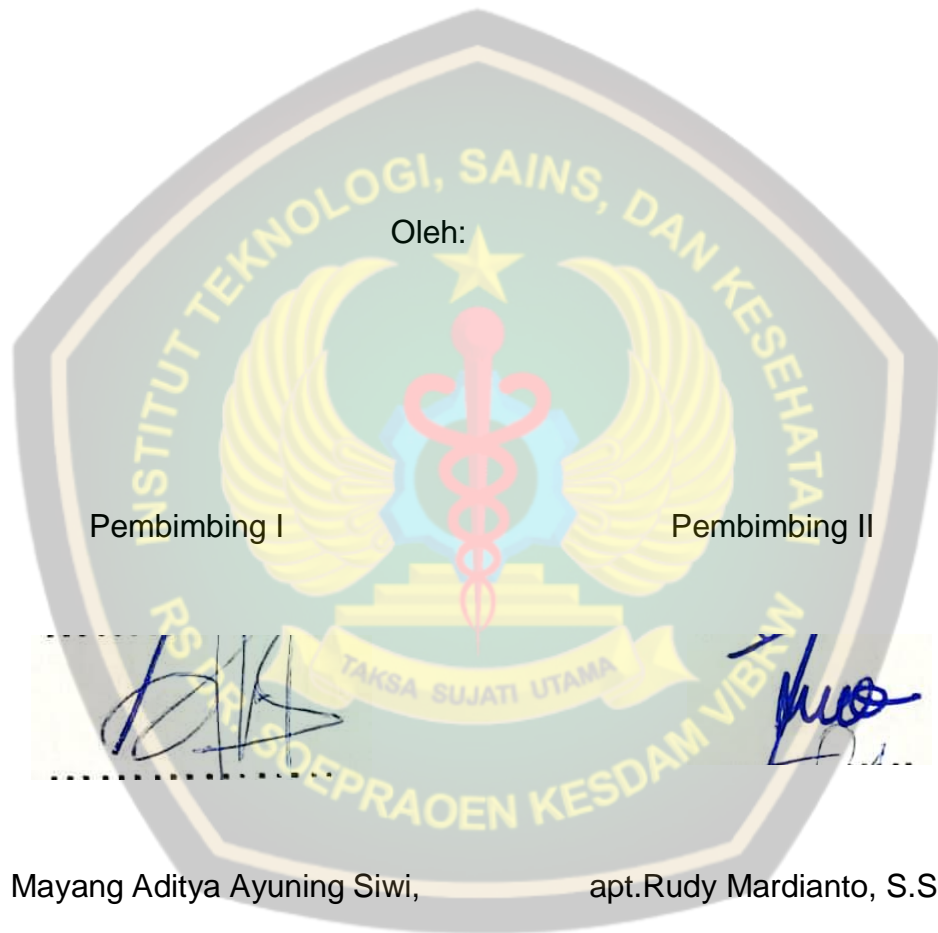 INSTITUT TEKNOLOGI, SAINS, DAN KESEHATAN
Oleh:
Pembimbing I Pembimbing II
TAKSA SUJATI UTAMA
RS DR. SOEPRAOEN KESDAM V/BRW
Mayang Aditya Ayuning Siwi, apt.Rudy Mardianto, S.S